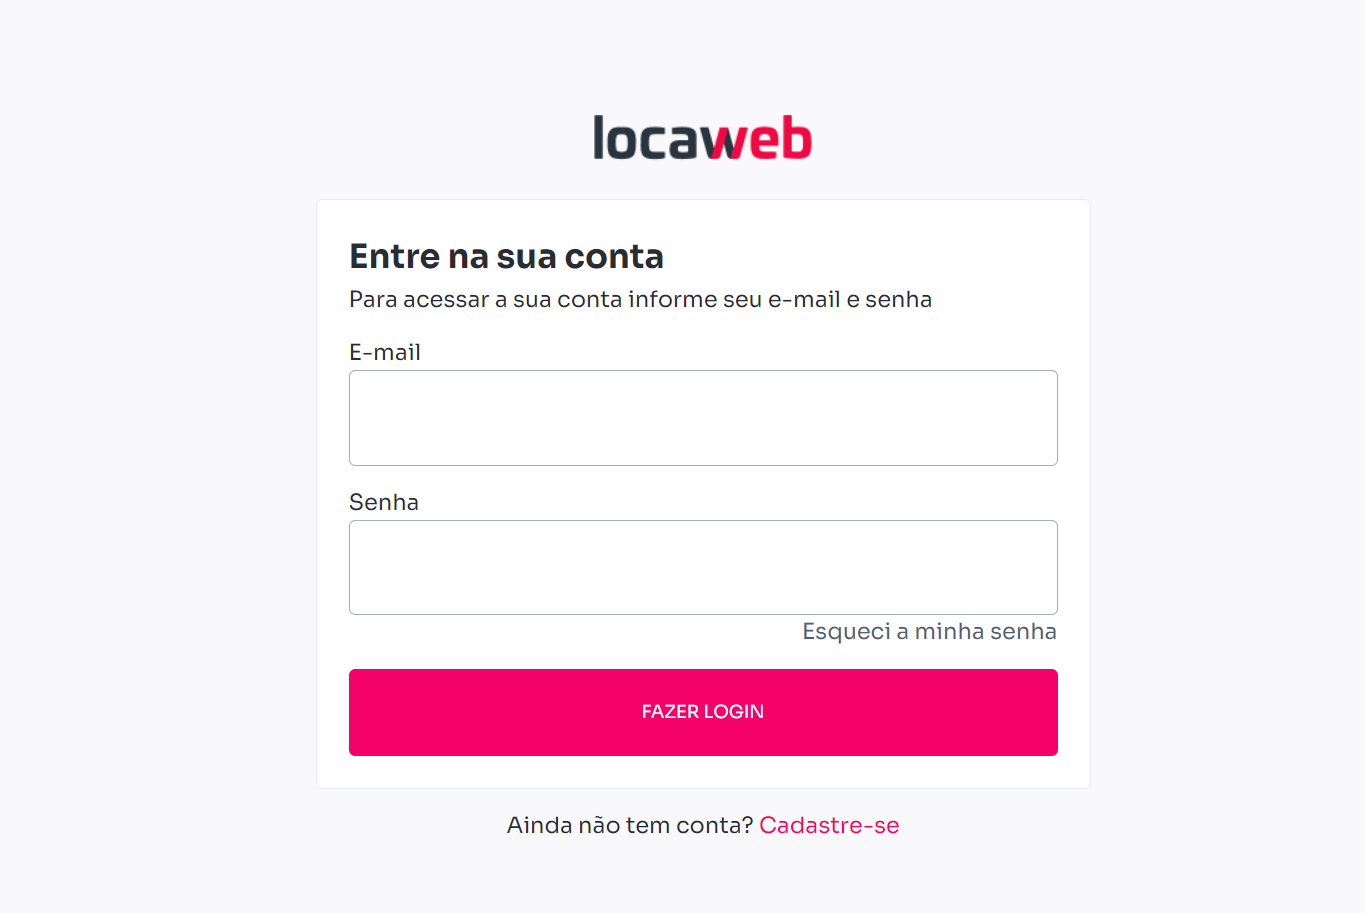 locaweb
Entre na sua conta
Para acessar a sua conta informe seu e-mail e senha
E-mail
Senha
Esqueci a minha senha
FAZER LOGIN
Ainda não tem conta? Cadastre-se